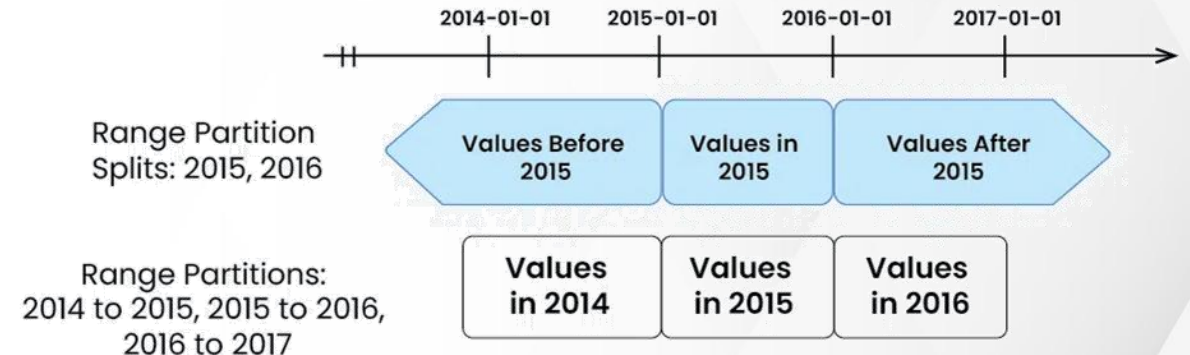 2014-01-01 2015-01-01 2016-01-01 2017-01-01
Range Partition
Splits: 2015, 2016
Values Before
2015
Values in
2015
Values After
2015
Range Partitions:
2014 to 2015, 2015 to 2016,
2016 to 2017
Values
in 2014
Values
in 2015
Values
in 2016